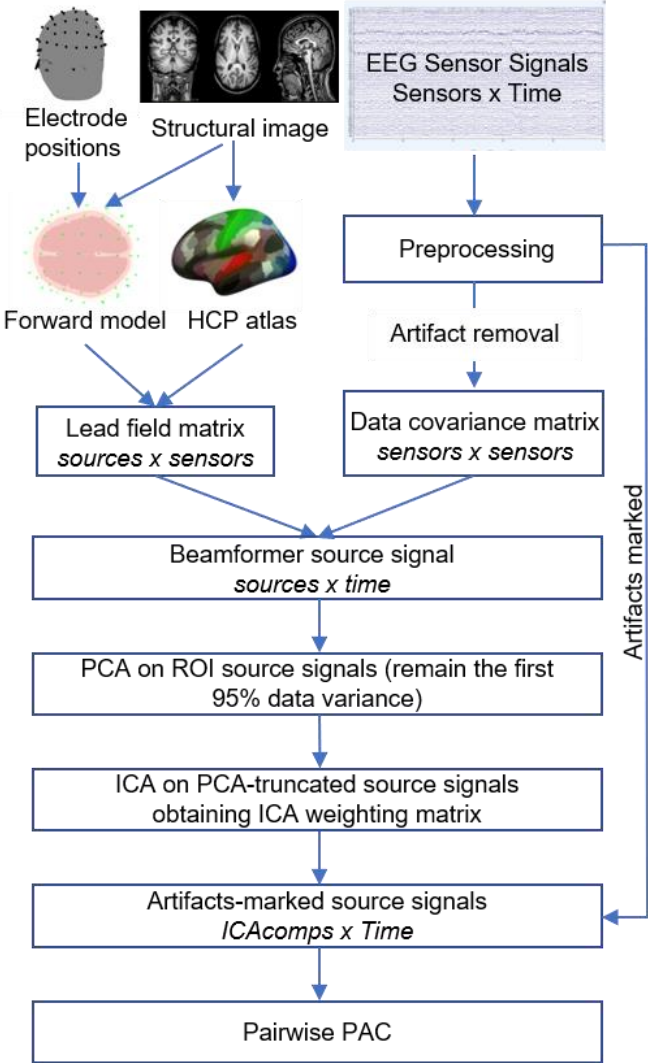 Electrode
positions
Structural image
EEG Sensor Signals
Sensors x Time
Preprocessing
Forward model
HCP atlas
Artifact removal
Lead field matrix
sources x sensors
Data covariance matrix
sensors x sensors
Artifacts marked
Beamformer source signal
sources x time
PCA on ROI source signals (remain the first
95% data variance)
ICA on PCA-truncated source signals
obtaining ICA weighting matrix
Artifacts-marked source signals
ICAcomps x Time
Pairwise PAC